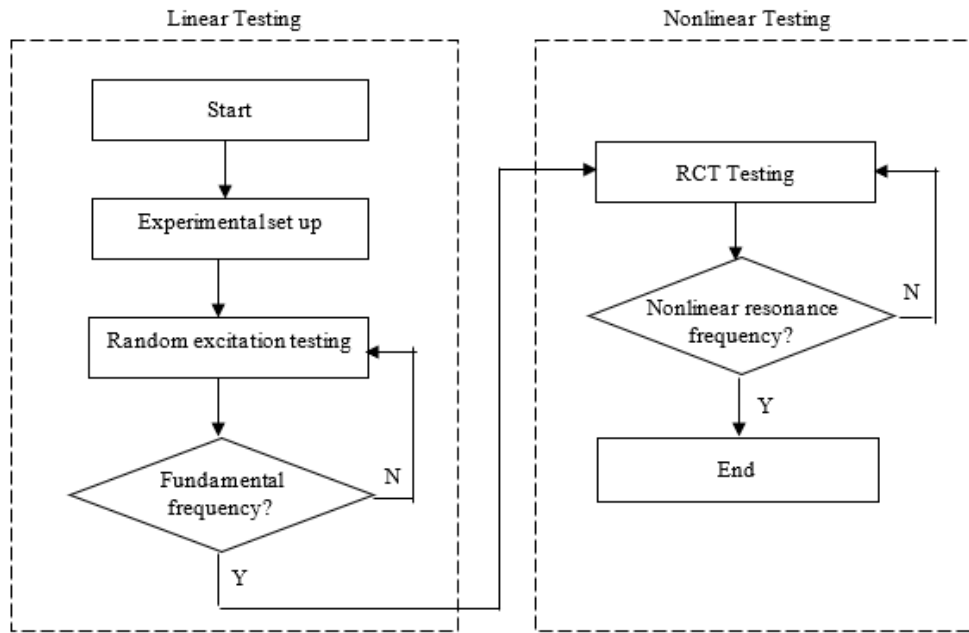 Linear Testing
Start
Experimental set up
Random excitation testing
Fundamental
frequency?
N
Y
Nonlinear Testing
RCT Testing
Nonlinear resonance
frequency?
N
Y
End